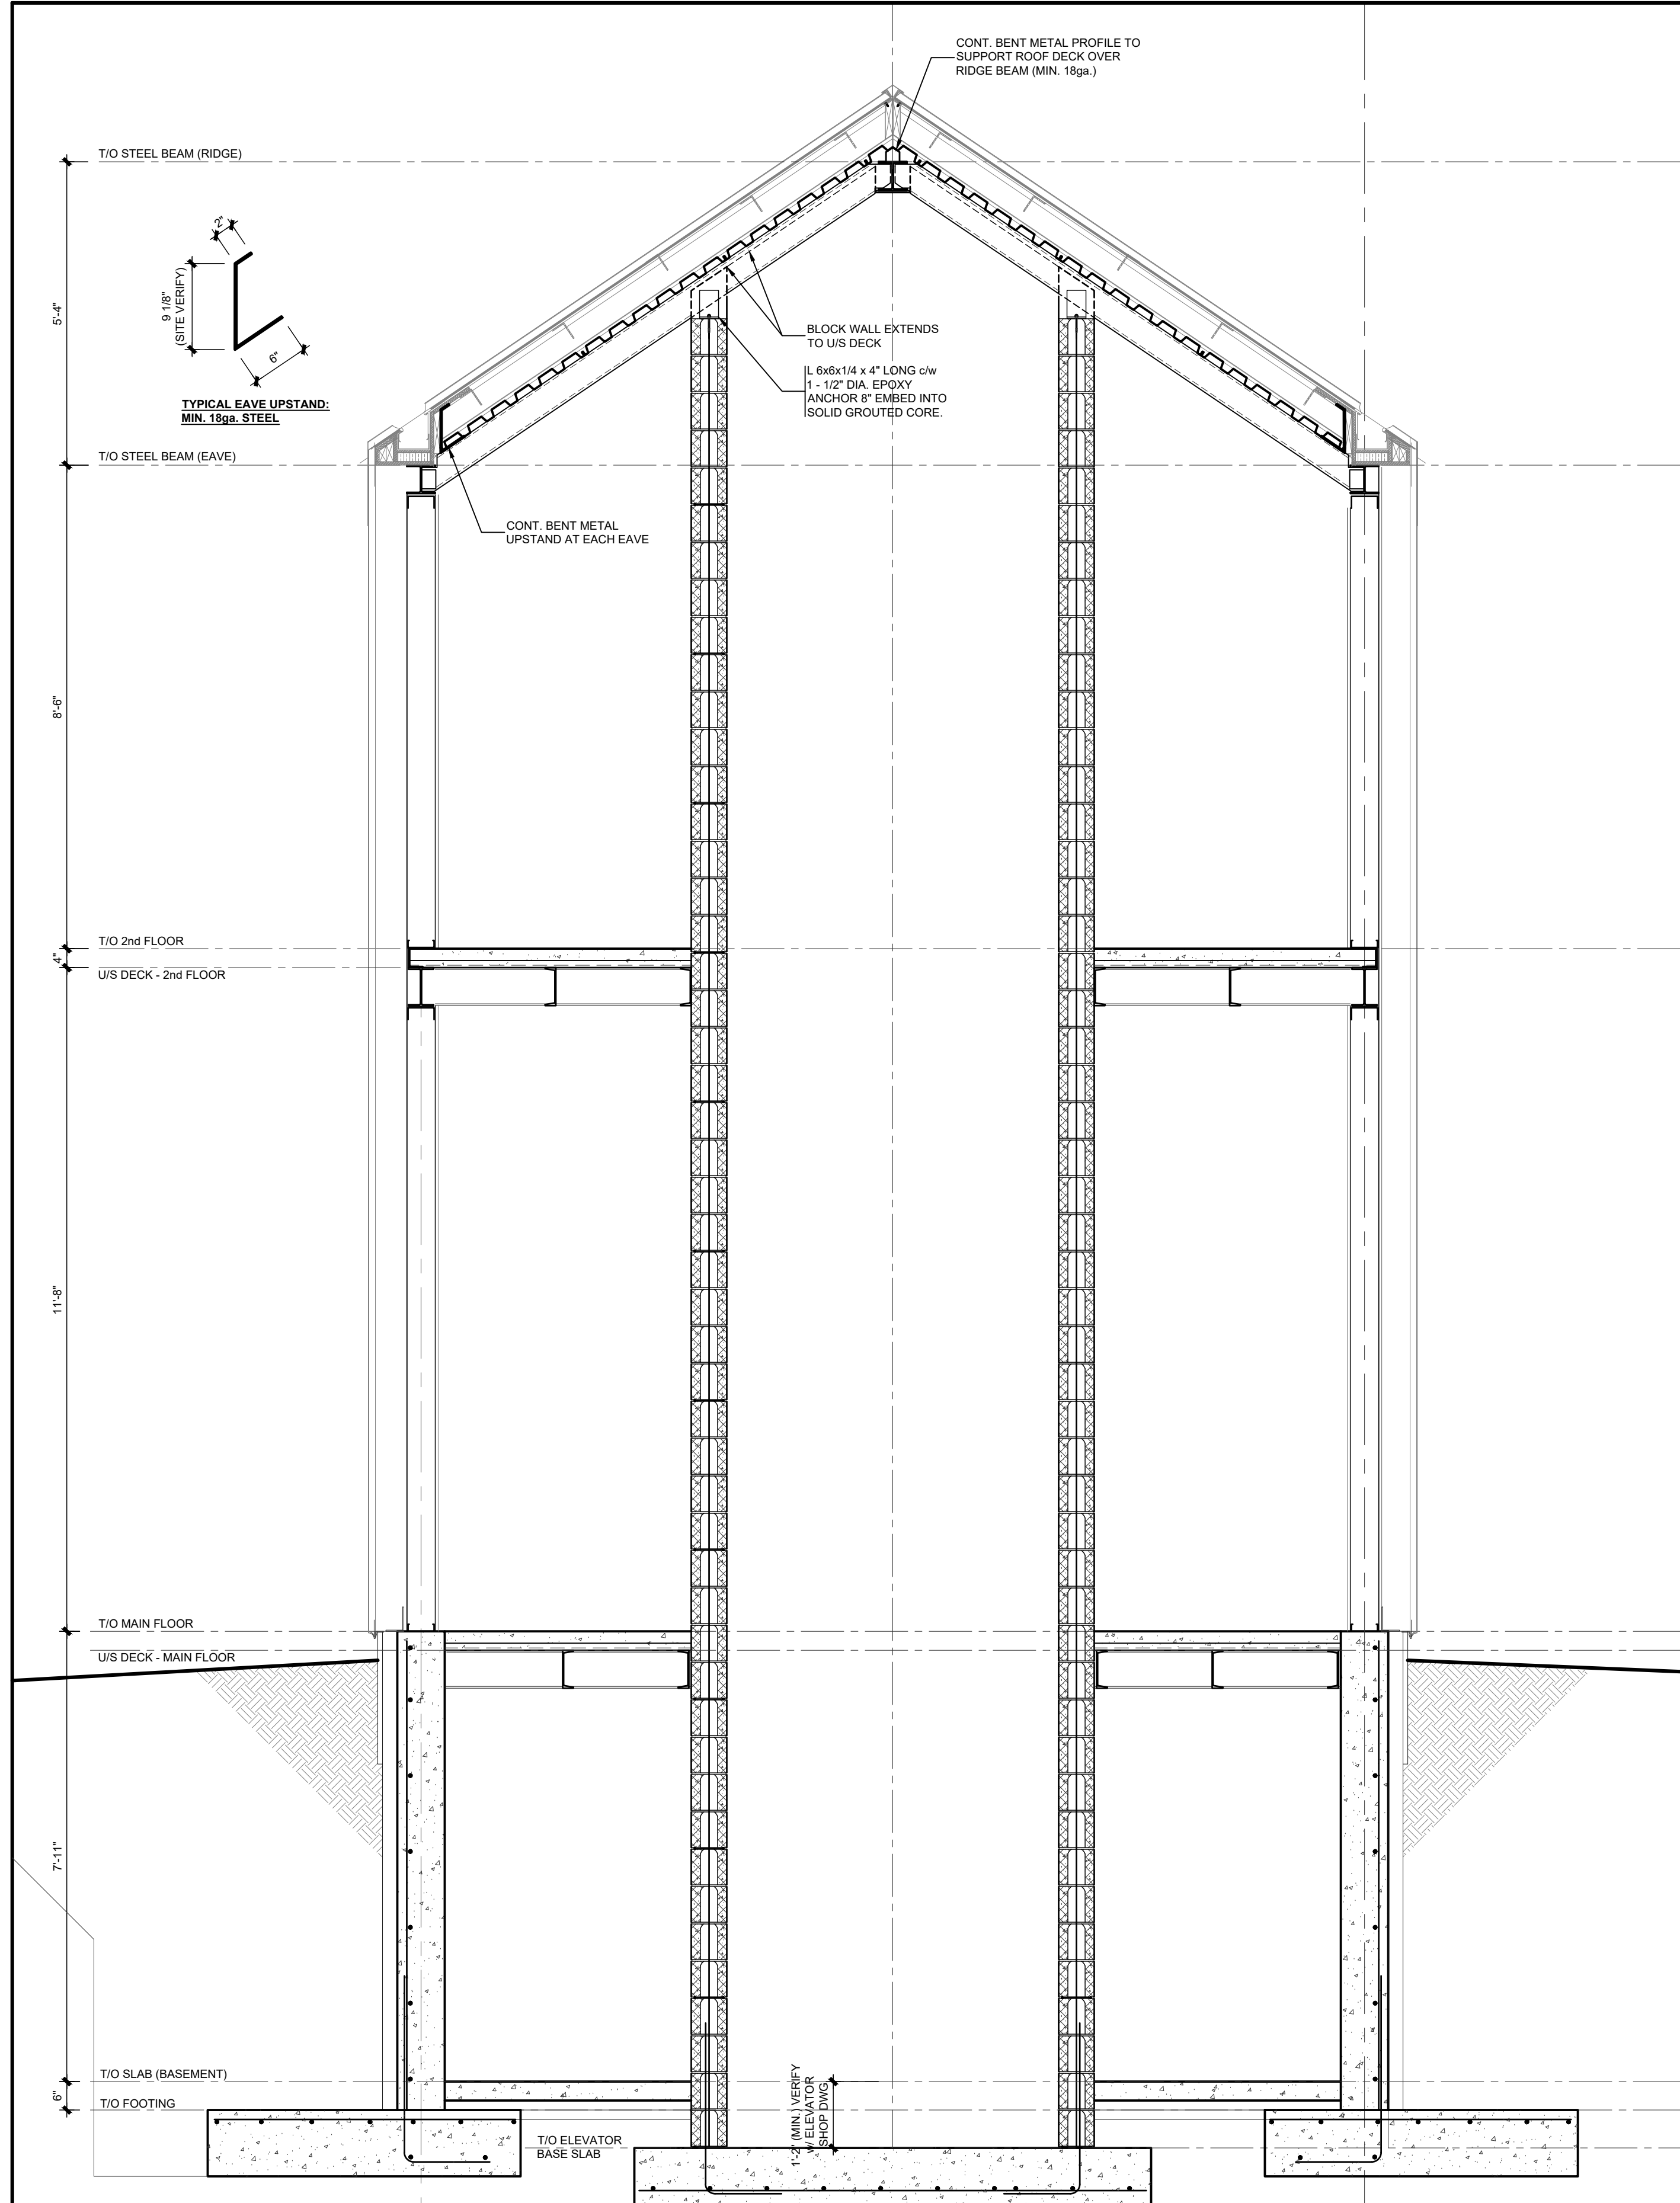 CONT. BENT METAL PROFILE TO
SUPPORT ROOF DECK OVER
RIDGE BEAM (MIN. 18ga.)
T/O STEEL BEAM (RIDGE)
2"
9 1/8"
(SITE VERIFY)
6"
TYPICAL EAVE UPSTAND:
MIN. 18ga. STEEL
5'-4"
BLOCK WALL EXTENDS
TO U/S DECK
L 6x6x1/4 x 4" LONG c/w
1 - 1/2" DIA. EPOXY
ANCHOR 8" EMBED INTO
SOLID GROUTED CORE.
T/O STEEL BEAM (EAVE)
CONT. BENT METAL
UPSTAND AT EACH EAVE
8'-6"
T/O 2nd FLOOR
4"
U/S DECK - 2nd FLOOR
11'-8"
T/O MAIN FLOOR
U/S DECK - MAIN FLOOR
7'-11"
T/O SLAB (BASEMENT)
6"
T/O FOOTING
T/O ELEVATOR
BASE SLAB
1'-2" (MIN.) VERIFY
W/ ELEVATOR
SHOP DWG